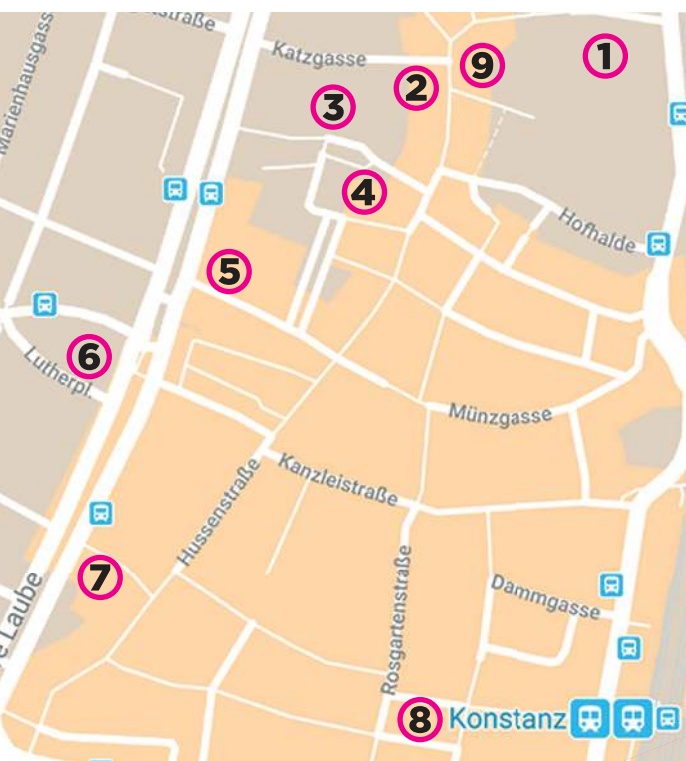 Marienhausgass
Katzgasse
1
9
2
3
4
Hofhalde
5
6
Lutherpl.
Münzgasse
Kanzleistraße
Hussenstraße
7
e Laube
Rosgartenstraße
Dammgasse
8
Konstanz